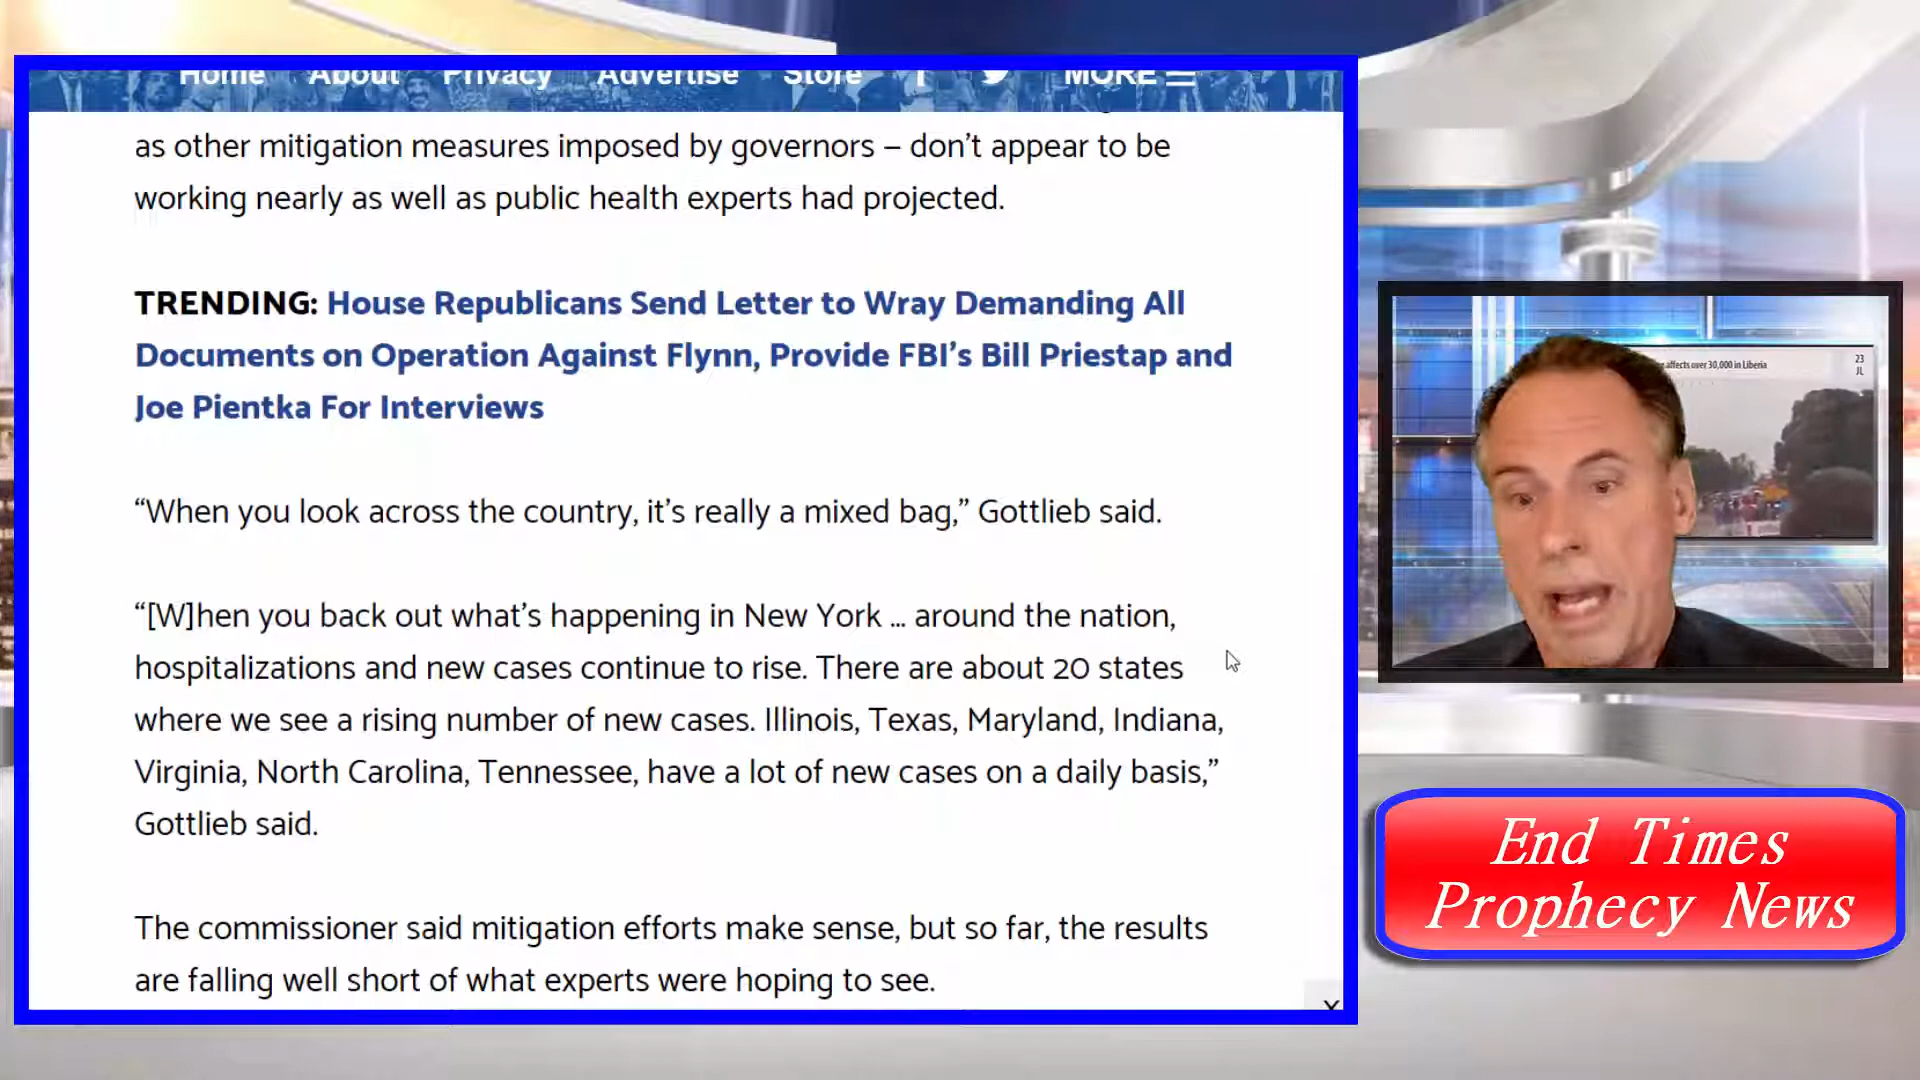 Home About Privacy Advertise Store MORE
as other mitigation measures imposed by governors – don't appear to be
working nearly as well as public health experts had projected.
TRENDING: House Republicans Send Letter to Wray Demanding All
Documents on Operation Against Flynn, Provide FBI's Bill Priestap and
Joe Pientka For Interviews
“When you look across the country, it's really a mixed bag,” Gottlieb said.
“[W]hen you back out what's happening in New York ... around the nation,
hospitalizations and new cases continue to rise. There are about 20 states
where we see a rising number of new cases. Illinois, Texas, Maryland, Indiana,
Virginia, North Carolina, Tennessee, have a lot of new cases on a daily basis,”
Gottlieb said.
The commissioner said mitigation efforts make sense, but so far, the results
are falling well short of what experts were hoping to see.
X
affects over 30,000 in Liberia
23
JL
End Times
Prophecy News